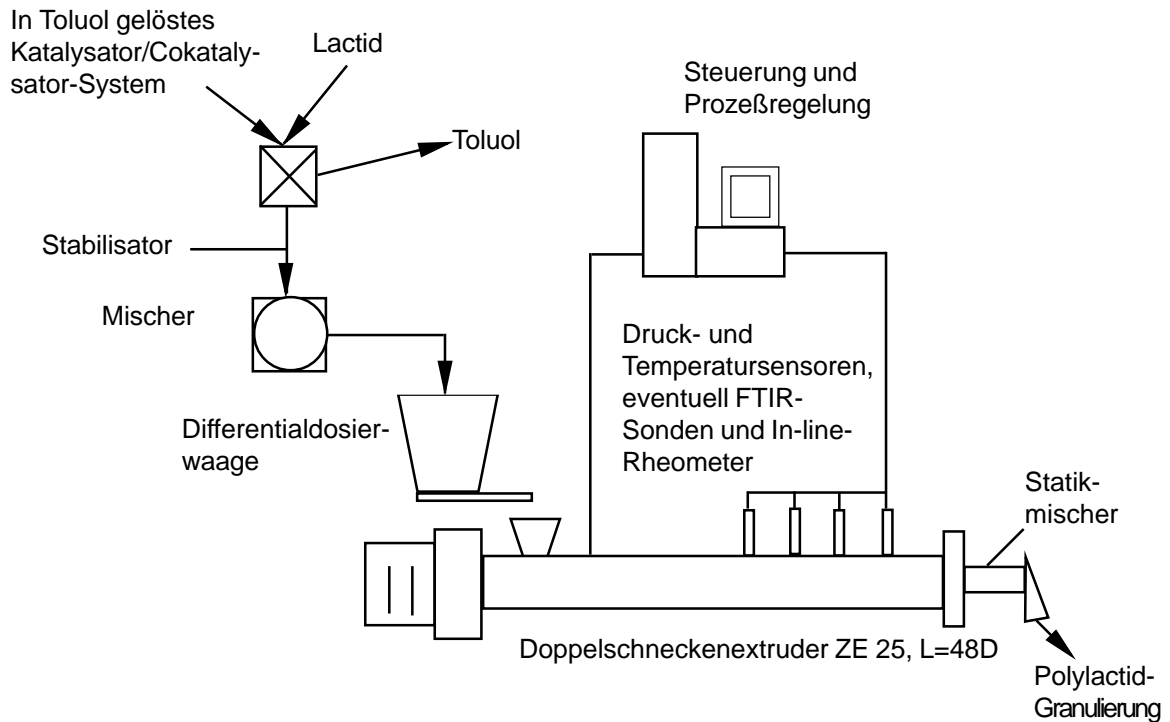 In Toluol gelöstes
Katalysator/Cokataly-
sator-System
Lactid
Toluol
Steuerung und
Prozeßregelung
Stabilisator
Mischer
Differentialdosier-
waage
Druck- und
Temperatursensoren,
eventuell FTIR-
Sonden und In-line-
Rheometer
Statik-
mischer
Doppelschneckenextruder ZE 25, L=48D
Polylactid-
Granulierung